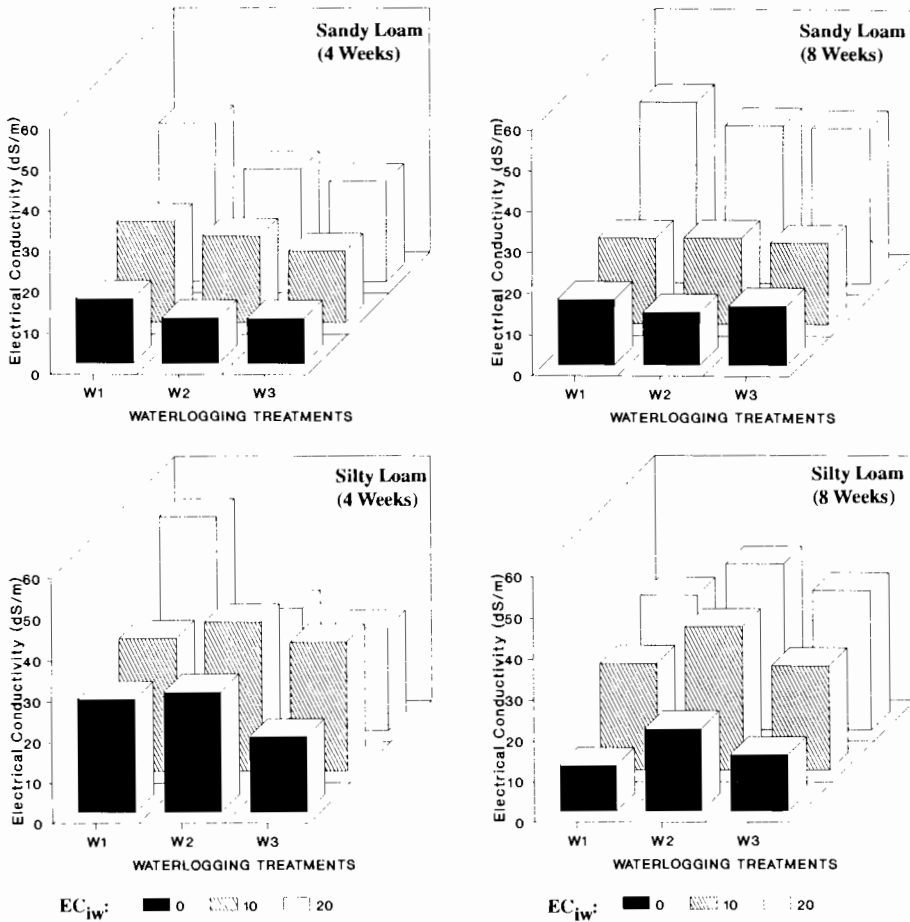 Sandy Loam
(4 Weeks)
Electrical Conductivity (dS/m)
60
50
40
30
20
10
0
W1 W2 W3
WATERLOGGING TREATMENTS
Sandy Loam
(8 Weeks)
Electrical Conductivity (dS/m)
60
50
40
30
20
10
0
W1 W2 W3
WATERLOGGING TREATMENTS
Silty Loam
(4 Weeks)
Electrical Conductivity (dS/m)
60
50
40
30
20
10
0
W1 W2 W3
WATERLOGGING TREATMENTS
Silty Loam
(8 Weeks)
Electrical Conductivity (dS/m)
60
50
40
30
20
10
0
W1 W2 W3
WATERLOGGING TREATMENTS
ECiw: 0 10 20
ECiw: 0 10 20